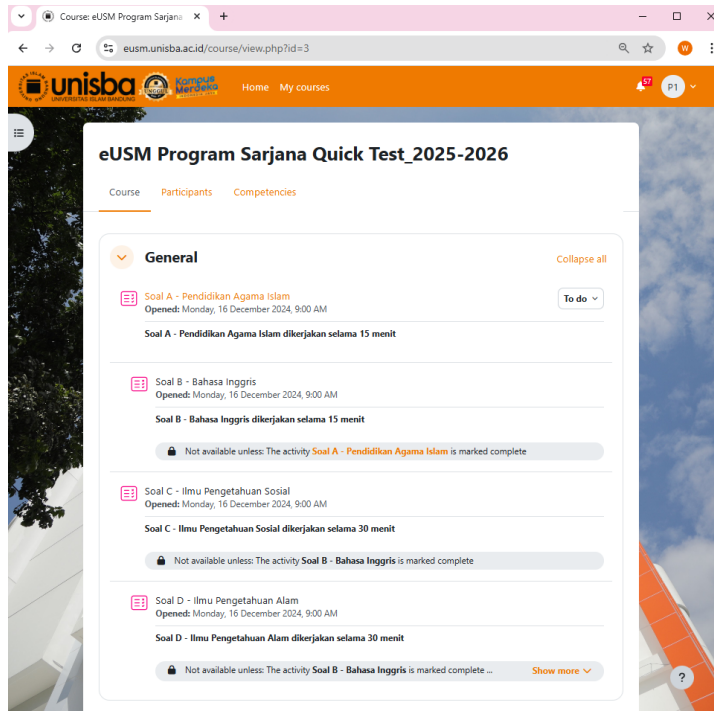 Course: eUSM Program Sarjana
eusm.unisba.ac.id/course/view.php?id=3
W
unisba
UNIVERSITAS ISLAM BANDUNG
UNGGUL
Kampus
Merdeka
Home My courses
57
P1
eUSM Program Sarjana Quick Test_2025-2026
Course Participants Competencies
General
Collapse all
Soal A - Pendidikan Agama Islam
To do
Opened: Monday, 16 December 2024, 9:00 AM
Soal A - Pendidikan Agama Islam dikerjakan selama 15 menit
Soal B - Bahasa Inggris
Opened: Monday, 16 December 2024, 9:00 AM
Soal B - Bahasa Inggris dikerjakan selama 15 menit
Not available unless: The activity Soal A - Pendidikan Agama Islam is marked complete
Soal C - Ilmu Pengetahuan Sosial
Opened: Monday, 16 December 2024, 9:00 AM
Soal C - Ilmu Pengetahuan Sosial dikerjakan selama 30 menit
Not available unless: The activity Soal B - Bahasa Inggris is marked complete
Soal D - Ilmu Pengetahuan Alam
Opened: Monday, 16 December 2024, 9:00 AM
Soal D - Ilmu Pengetahuan Alam dikerjakan selama 30 menit
Not available unless: The activity Soal B - Bahasa Inggris is marked complete ... Show more
?